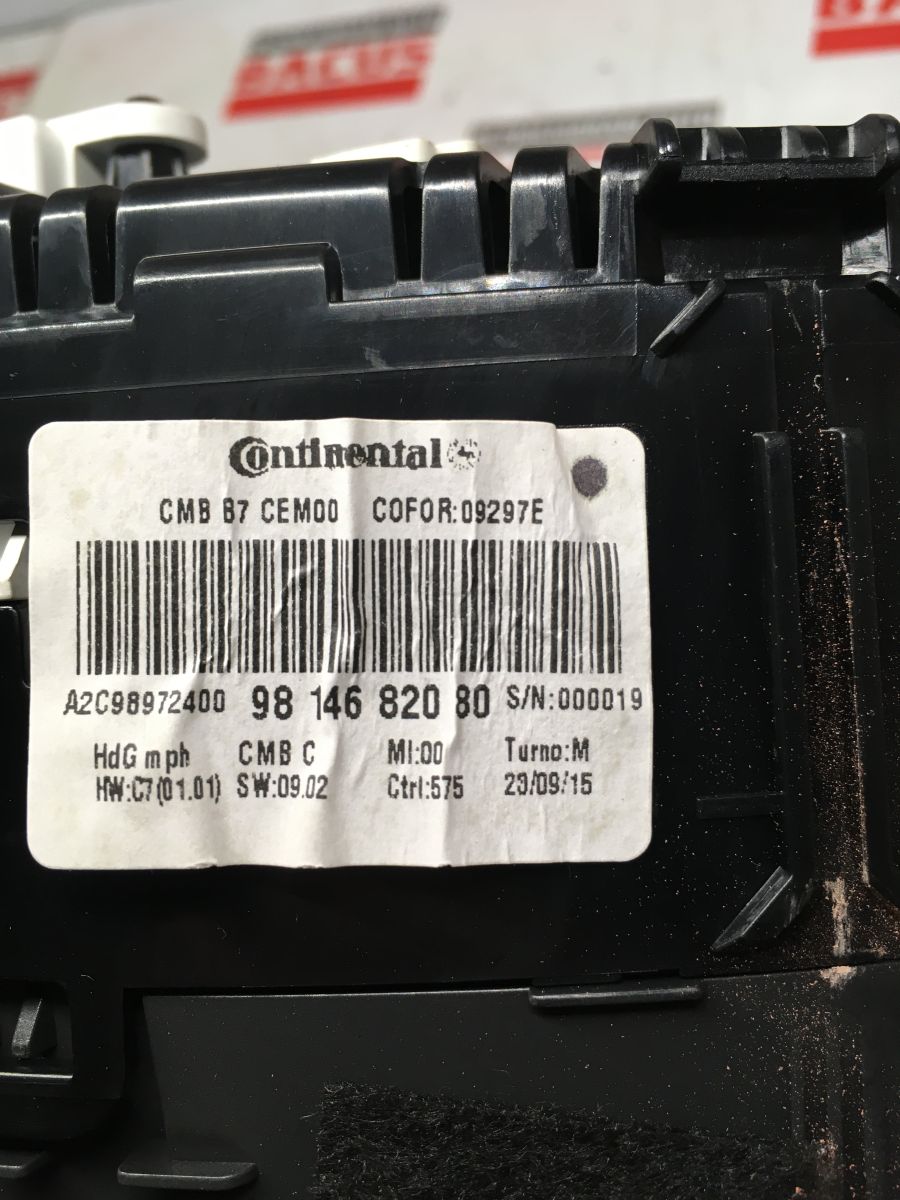 Continental
CMB B7 CEM00 COFOR:09297E
A2C98972400 98 146 820 80 S/N:000019
HdG mph CMB C MI:00 Turno:M
HW:C7(01.01) SW:09.02 Ctrl:575 23/09/15